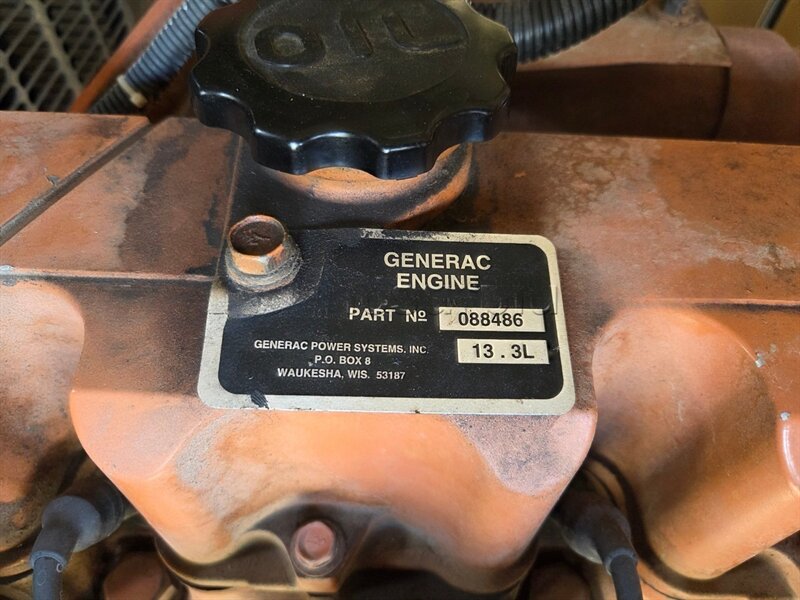 OIL
GENERAC
ENGINE
PART Nº 088486
13.3L
GENERAC POWER SYSTEMS, INC.
P.O. BOX 8
WAUKESHA, WIS. 53187